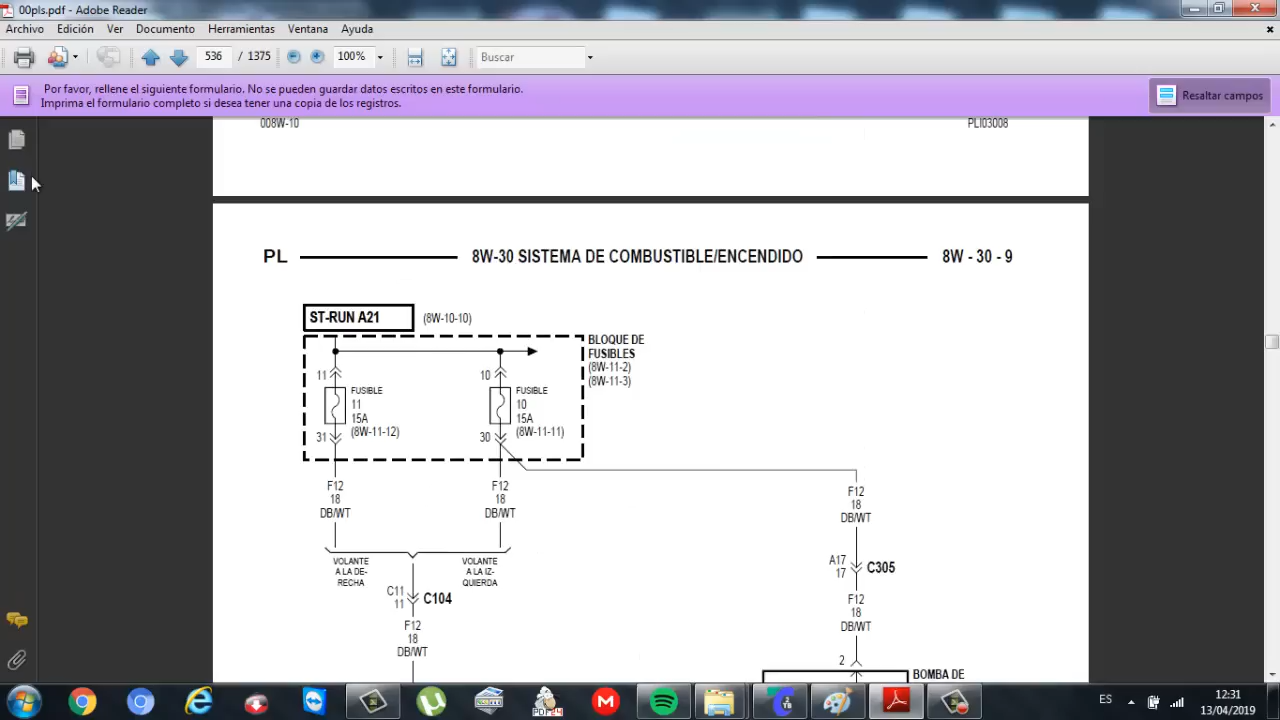 00pls.pdf - Adobe Reader
Archivo Edición Ver Documento Herramientas Ventana Ayuda
536 / 1375 100% Buscar
Por favor, rellene el siguiente formulario. No se pueden guardar datos escritos en este formulario.
Imprima el formulario completo si desea tener una copia de los registros.
Resaltar campos
008W-10 PLI03008
PL 8W-30 SISTEMA DE COMBUSTIBLE/ENCENDIDO 8W - 30 - 9
ST-RUN A21 (8W-10-10)
BLOQUE DE
FUSIBLES
(8W-11-2)
(8W-11-3)
11
FUSIBLE
11
15A
(8W-11-12)
31
10
FUSIBLE
10
15A
(8W-11-11)
30
F12
18
DB/WT
F12
18
DB/WT
F12
18
DB/WT
VOLANTE
A LA DE-
RECHA
VOLANTE
A LA IZ-
QUIERDA
A17
17
C305
C11
11
C104
F12
18
DB/WT
F12
18
DB/WT
2
BOMBA DE
ES
12:31
13/04/2019